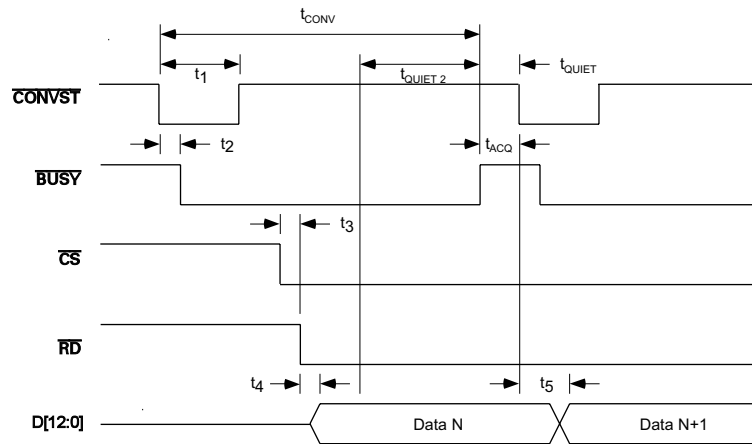 tCONV
t1
tQUIET 2
tQUIET
CONVST
t2
tACQ
BUSY
t3
CS
RD
t4
t5
D[12:0]
Data N
Data N+1